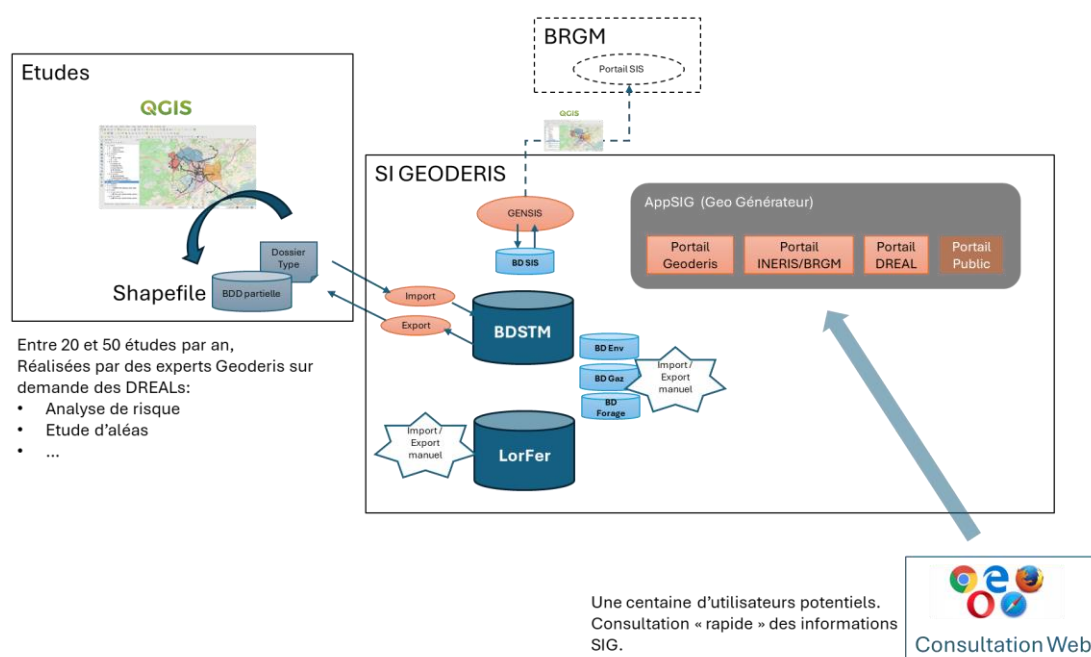 BRGM
Portail SIS
Etudes
QGIS
QGIS
SI GEODERIS
AppSIG (Geo Générateur)
GENSIS
Portail
Geoderis
Portail
INERIS/BRGM
Portail
DREAL
Portail
Public
BD SIS
Dossier
Type
Shapefile
BDD partielle
Import
Export
BDSTM
BD Env
BD Gaz
BD
Forage
Import /
Export
manuel
Import /
Export
manuel
LorFer
Entre 20 et 50 études par an,
Réalisées par des experts Geoderis sur
demande des DREALs:
• Analyse de risque
• Etude d’aléas
• ...
Une centaine d’utilisateurs potentiels.
Consultation « rapide » des informations
SIG.
Consultation Web